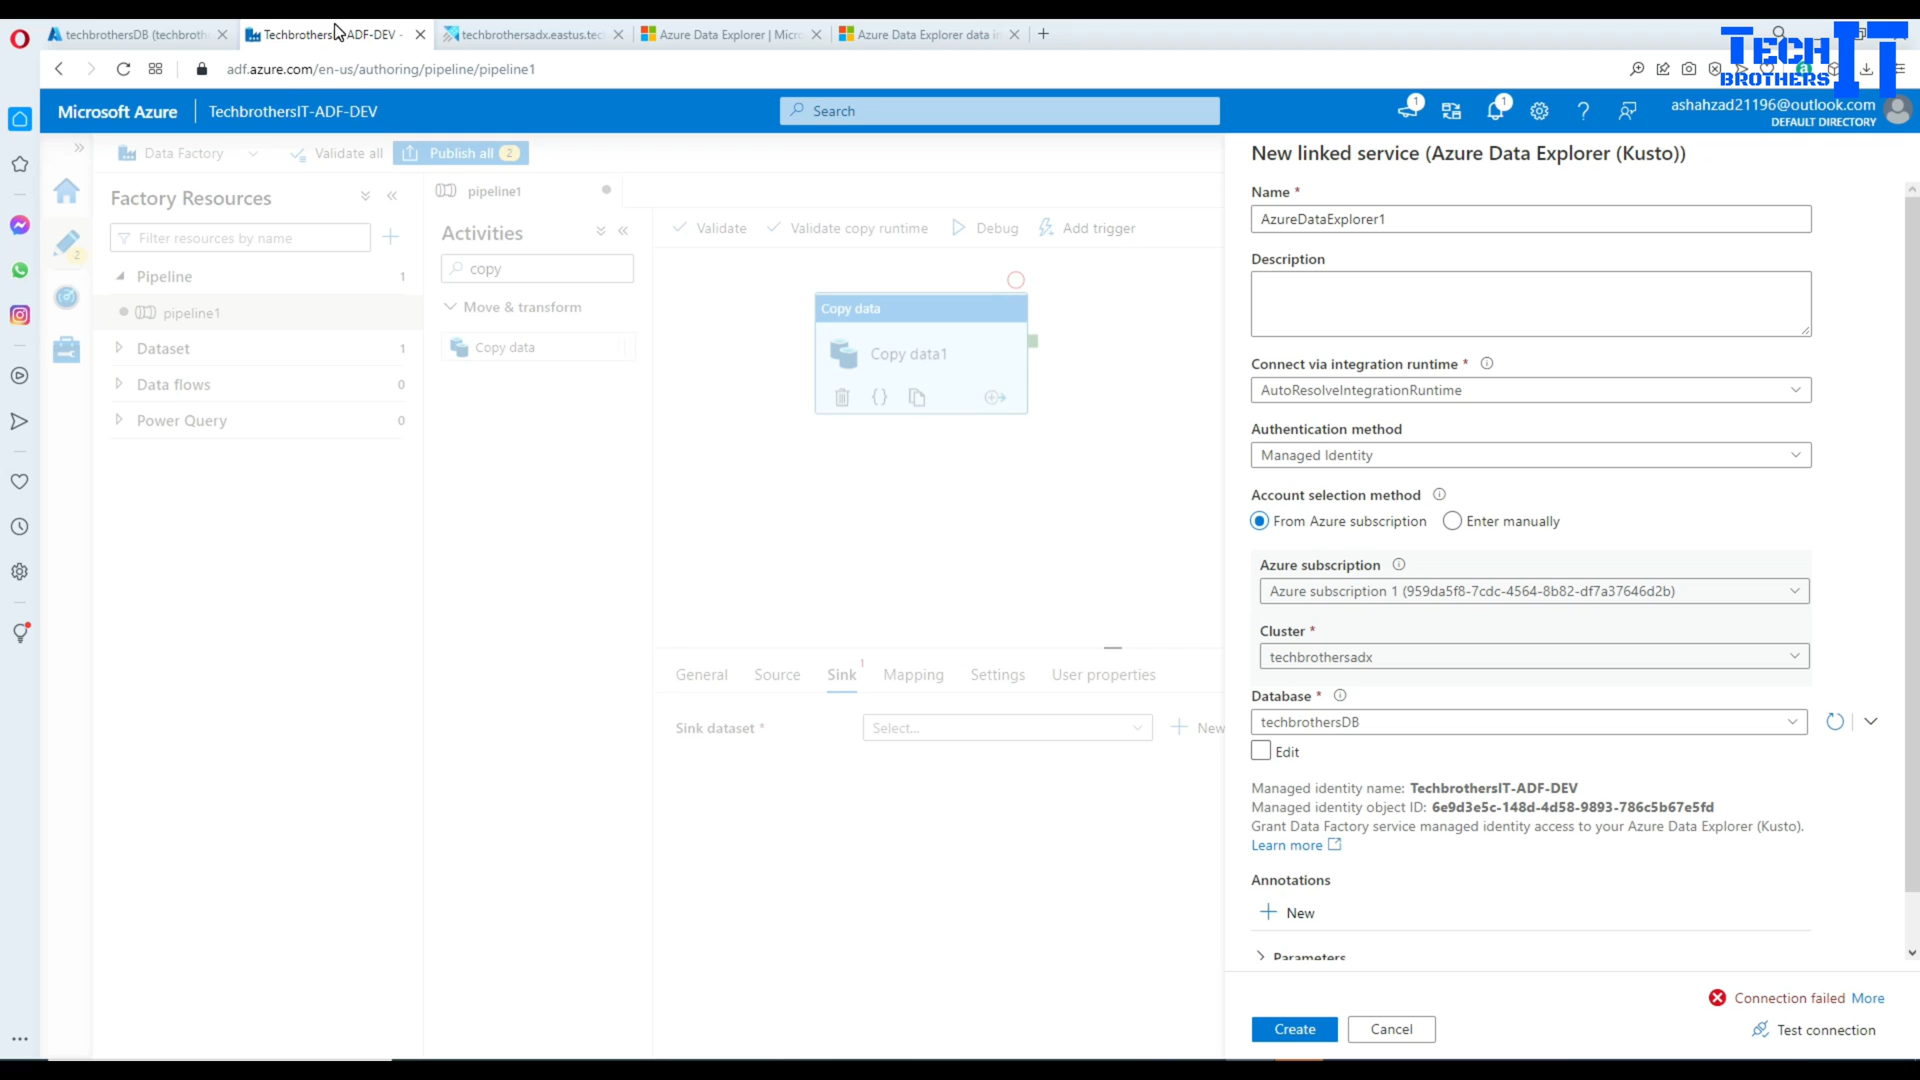 techbrothersDB (techbroth
Techbrothers
ADF-DEV -
techbrothersadx.eastus.tec
Azure Data Explorer | Micr
Azure Data Explorer data in
TECH
BROTHERS
IT
adf.azure.com/en-us/authoring/pipeline/pipeline1
Microsoft Azure
TechbrothersIT-ADF-DEV
Search
1
1
ashahzad21196@outlook.com
DEFAULT DIRECTORY
Data Factory
Validate all
Publish all 2
Factory Resources
Filter resources by name
2
Pipeline 1
pipeline1
Dataset 1
Data flows 0
Power Query 0
pipeline1
Activities
copy
Move & transform
Copy data
Validate
Validate copy runtime
Debug
Add trigger
Copy data
Copy data1
General
Source
Sink 1
Mapping
Settings
User properties
Sink dataset *
Select...
New
New linked service (Azure Data Explorer (Kusto))
Name *
AzureDataExplorer1
Description
Connect via integration runtime *
AutoResolveIntegrationRuntime
Authentication method
Managed Identity
Account selection method
From Azure subscription
Enter manually
Azure subscription
Azure subscription 1 (959da5f8-7cdc-4564-8b82-df7a37646d2b)
Cluster *
techbrothersadx
Database *
techbrothersDB
Edit
Managed identity name: TechbrothersIT-ADF-DEV
Managed identity object ID: 6e9d3e5c-148d-4d58-9893-786c5b67e5fd
Grant Data Factory service managed identity access to your Azure Data Explorer (Kusto).
Learn more
Annotations
New
Parameters
Connection failed More
Create
Cancel
Test connection